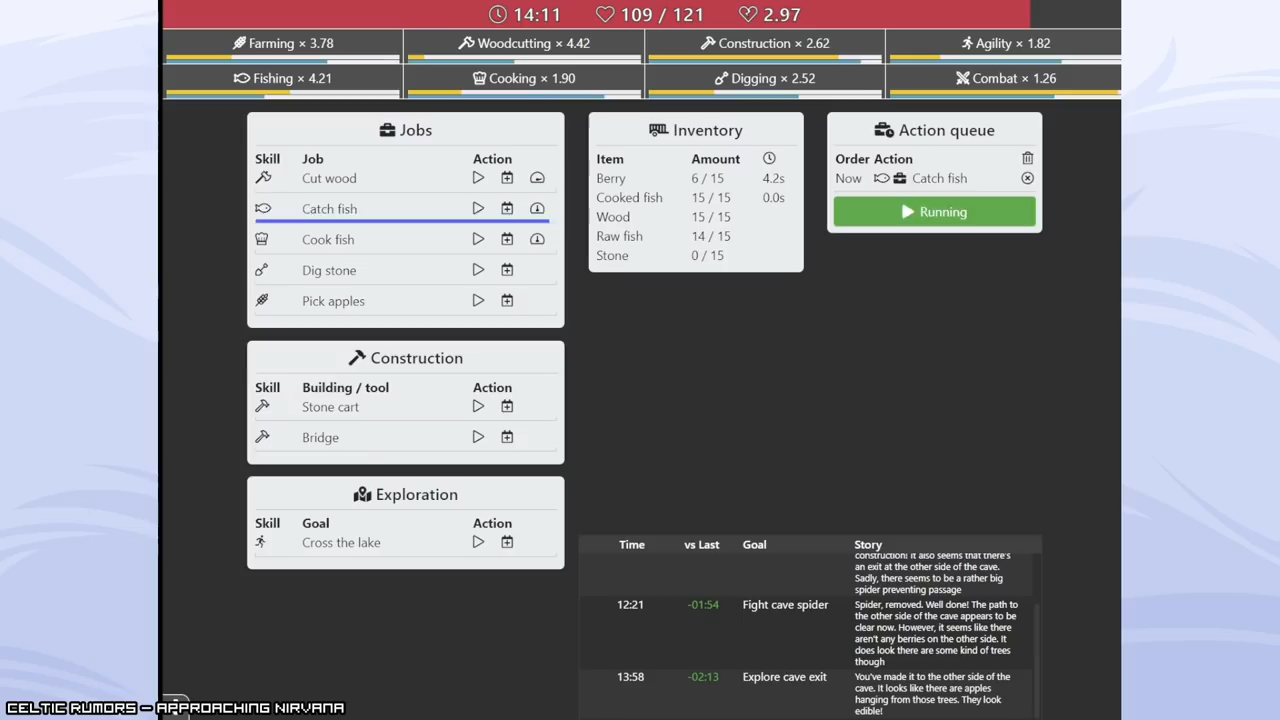 14:11 109 / 121 2.97
Farming × 3.78 Woodcutting × 4.42 Construction × 2.62 Agility × 1.82
Fishing × 4.21 Cooking × 1.90 Digging × 2.52 Combat × 1.26
Jobs
Skill Job Action
Cut wood
Catch fish
Cook fish
Dig stone
Pick apples
Construction
Skill Building / tool Action
Stone cart
Bridge
Exploration
Skill Goal Action
Cross the lake
Inventory
Item Amount
Berry 6 / 15 4.2s
Cooked fish 15 / 15 0.0s
Wood 15 / 15
Raw fish 14 / 15
Stone 0 / 15
Action queue
Order Action
Now Catch fish
Running
Time vs Last Goal Story
construction! It also seems that there's
an exit at the other side of the cave.
Sadly, there seems to be a rather big
spider preventing passage
12:21 -01:54 Fight cave spider Spider, removed. Well done! The path to
the other side of the cave appears to be
clear now. However, it seems like there
aren't any berries on the other side. It
does look there are some kind of trees
though
13:58 -02:13 Explore cave exit You've made it to the other side of the
cave. It looks like there are apples
hanging from those trees. They look
edible!
CELTIC RUMORS – APPROACHING NIRVANA